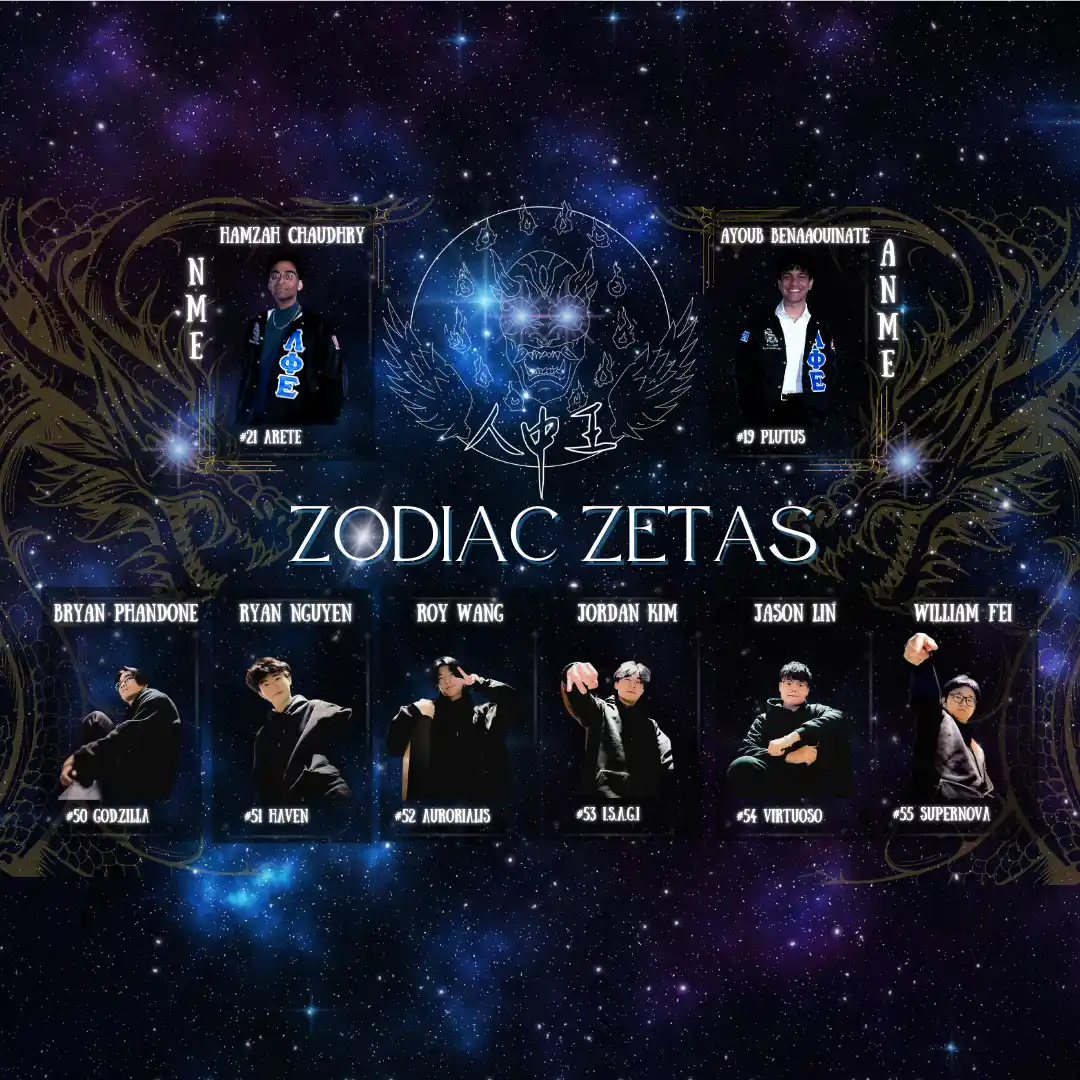 HAMZAH CHAUDHRY
AYOUB BENAAOUINATE
NME
ANME
ΛΦΕ
ΛΦΕ
#21 ARETE
#19 PLUTUS
人中王
ZODIAC ZETAS
BRYAN PHANDONE
RYAN NGUYEN
ROY WANG
JORDAN KIM
JASON LIN
WILLIAM FEI
#50 GODZILLA
#51 HAVEN
#52 AURORIALIS
#53 I.S.A.G.I
#54 VIRTUOSO
#55 SUPERNOVA